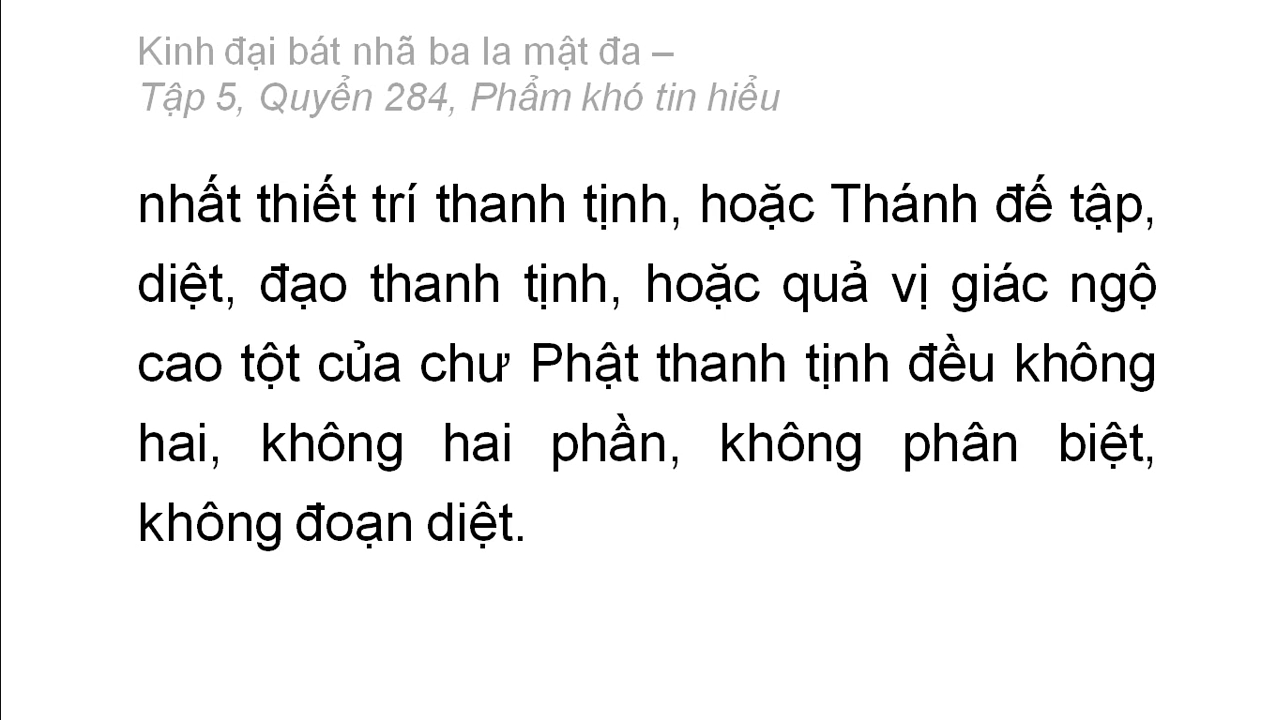 Kinh đại bát nhã ba la mật đa –
Tập 5, Quyển 284, Phẩm khó tin hiểu
nhất thiết trí thanh tịnh, hoặc Thánh đế tập,
diệt, đạo thanh tịnh, hoặc quả vị giác ngộ
cao tột của chư Phật thanh tịnh đều không
hai, không hai phần, không phân biệt,
không đoạn diệt.